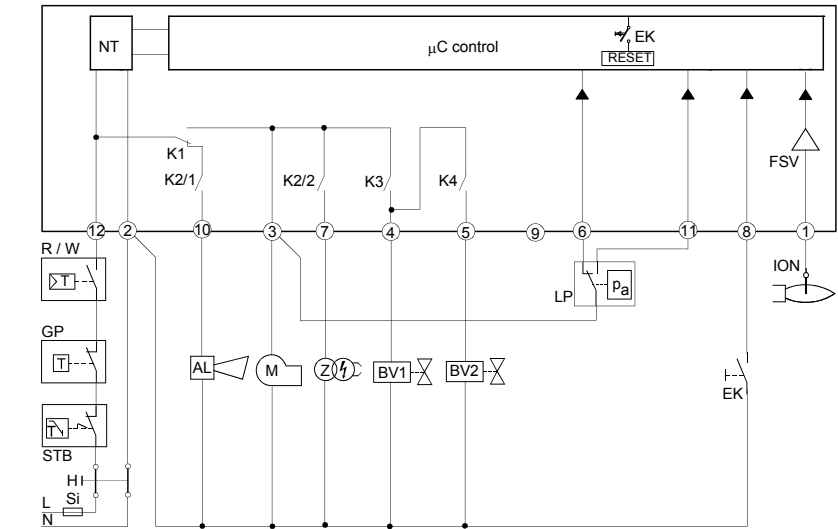 NT
µC control
EK
RESET
FSV
K1
K2/1
K2/2
K3
K4
12
2
10
3
7
4
5
9
6
11
8
1
R / W
T
LP
pa
ION
GP
T
AL
M
Z
BV1
BV2
EK
T
STB
H
Si
L
N